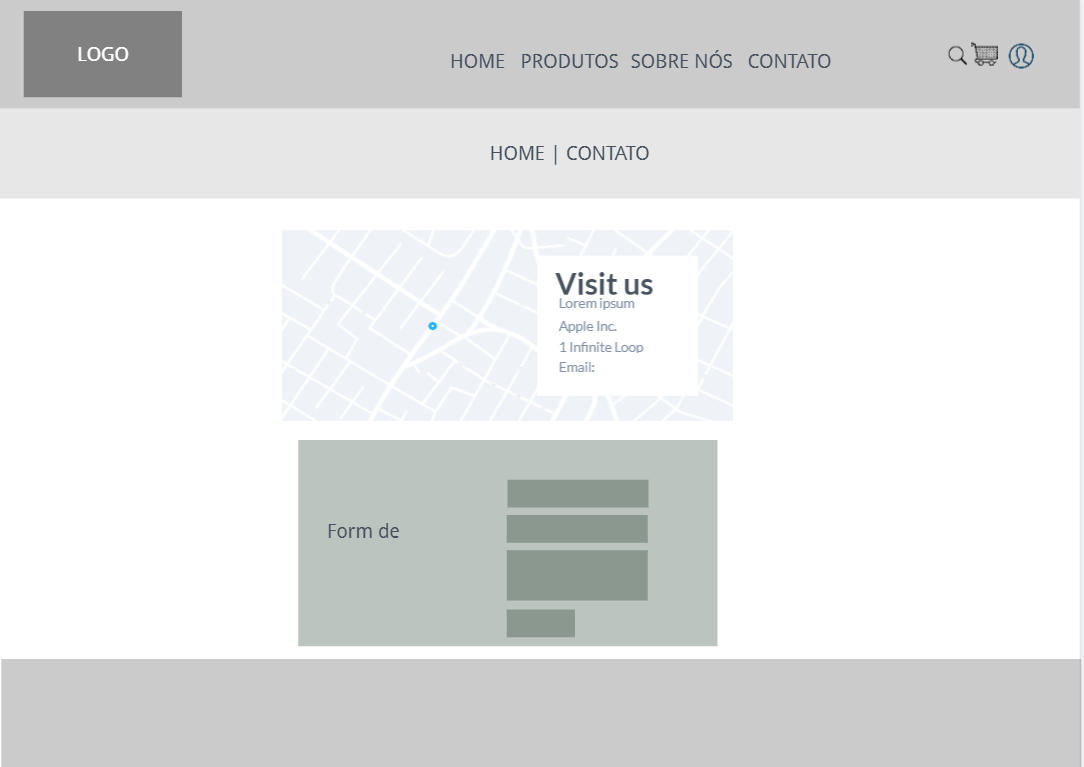 LOGO
HOME PRODUTOS SOBRE NÓS CONTATO
HOME | CONTATO
Visit us
Lorem ipsum
Apple Inc.
1 Infinite Loop
Email:
Form de